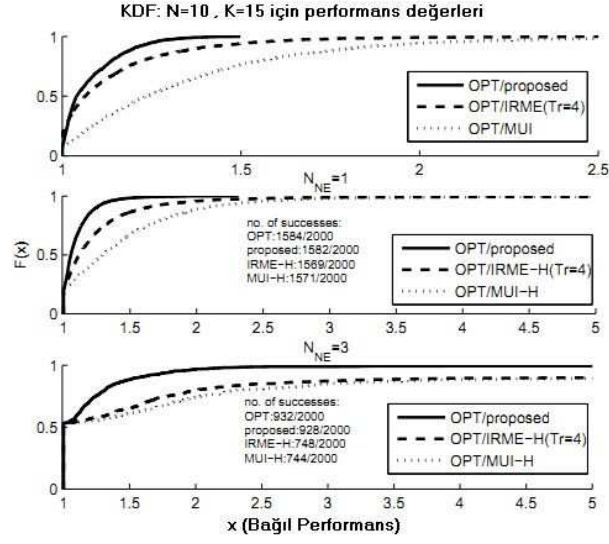 KDF: N=10 , K=15 için performans değerleri
1
0.5
0
OPT/proposed
OPT/IRME(Tr=4)
OPT/MUI
1
1.5
2
2.5
N_NE=1
1
0.5
0
F(x)
no. of successes:
OPT:1584/2000
proposed:1582/2000
IRME−H:1569/2000
MUI−H:1571/2000
OPT/proposed
OPT/IRME−H(Tr=4)
OPT/MUI−H
1
1.5
2
2.5
3
3.5
4
4.5
5
N_NE=3
1
0.5
0
no. of successes:
OPT:932/2000
proposed:928/2000
IRME−H:748/2000
MUI−H:744/2000
OPT/proposed
OPT/IRME−H(Tr=4)
OPT/MUI−H
1
1.5
2
2.5
3
3.5
4
4.5
5
x (Bağıl Performans)